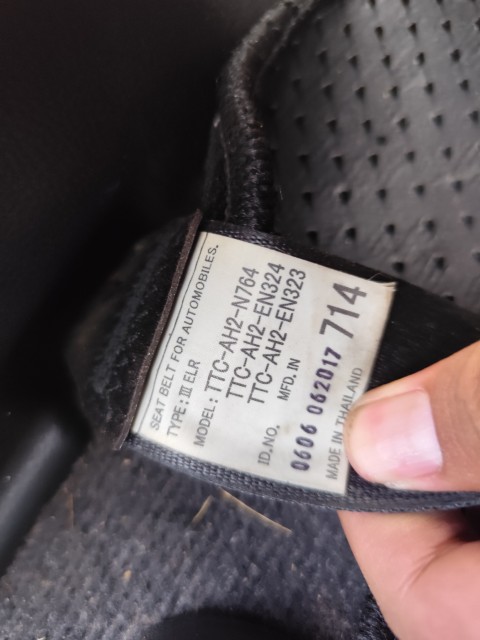 SEAT BELT FOR AUTOMOBILES.
TYPE : III ELR
MODEL : TTC-AH2-N764
TTC-AH2-EN324
TTC-AH2-EN323
ID.NO. MFD. IN
0606 062017 714
MADE IN THAILAND